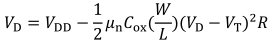 V_D = V_DD − 1/2 μ_n C_ox (W/L) (V_D − V_T)² R